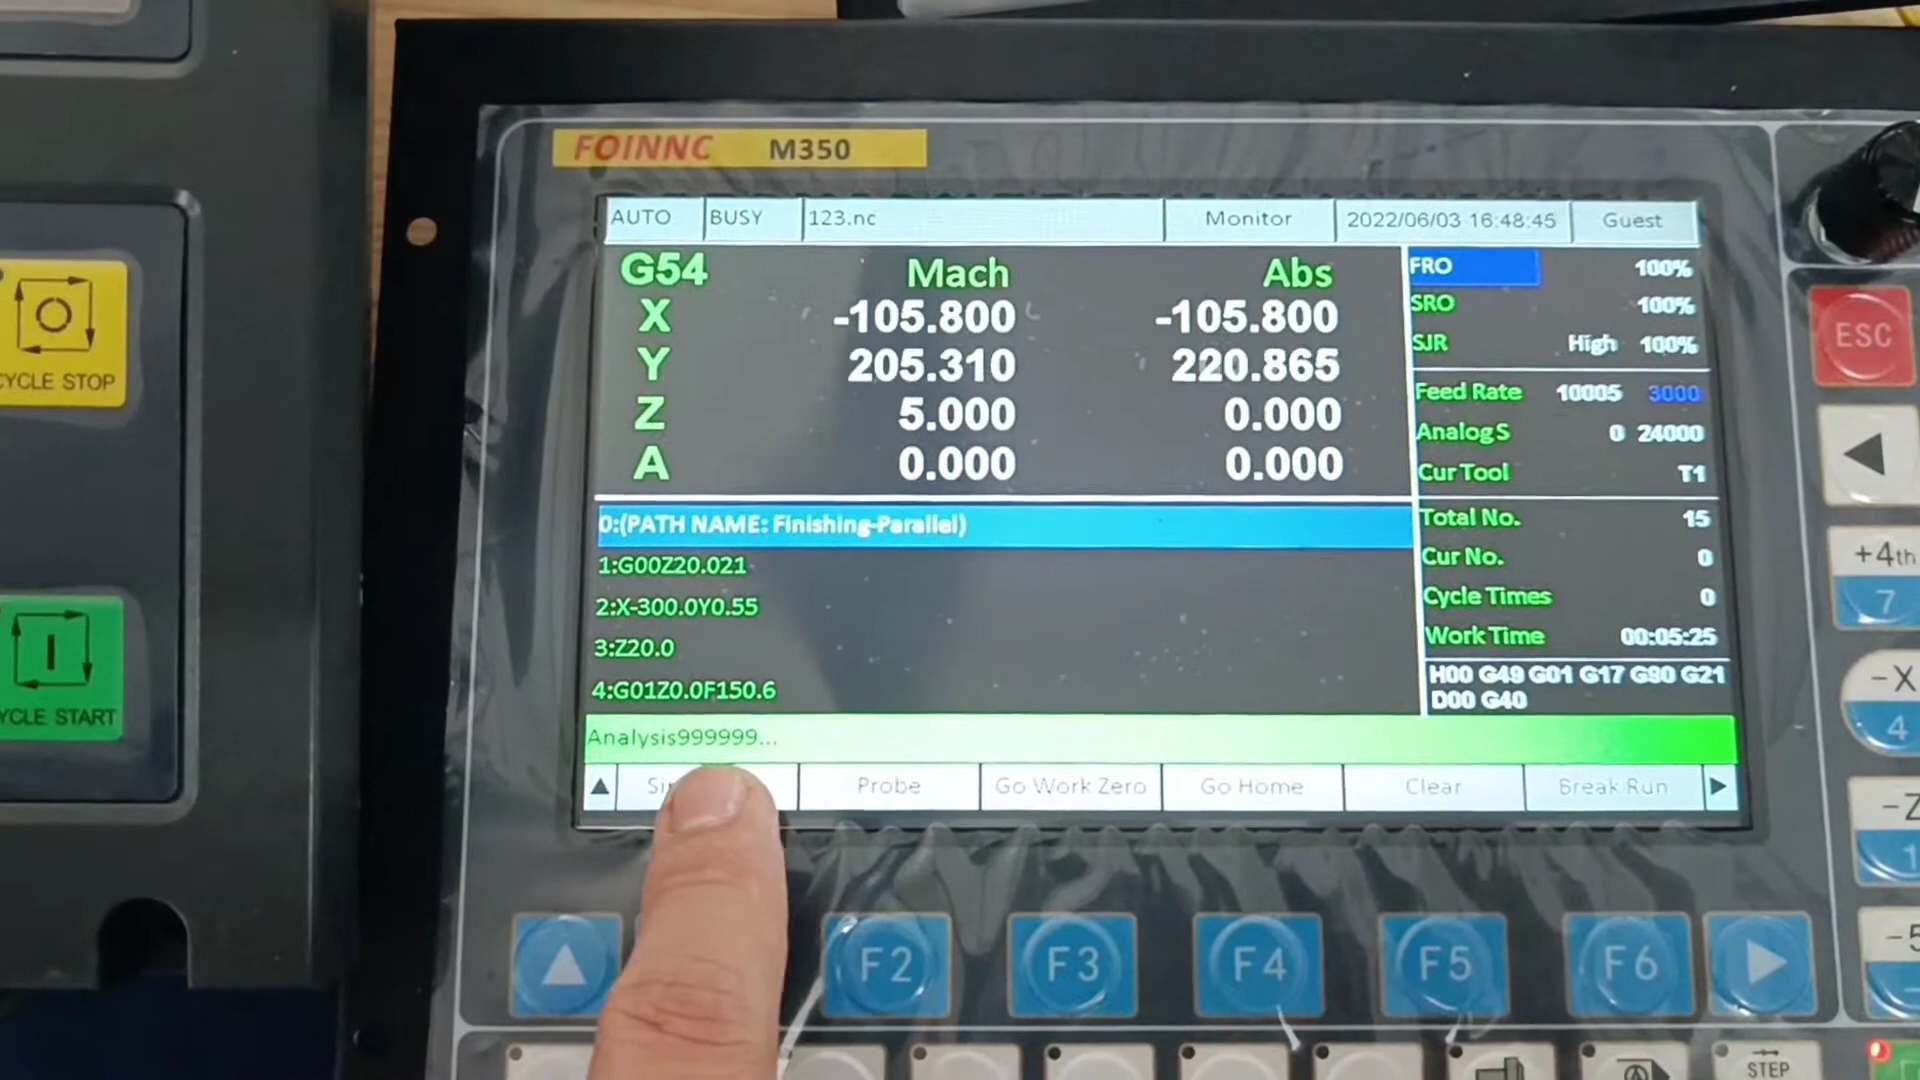 FOINNC M350
AUTO BUSY 123.nc Monitor 2022/06/03 16:48:45 Guest
G54 Mach Abs
X -105.800 -105.800
Y 205.310 220.865
Z 5.000 0.000
A 0.000 0.000
FRO 100%
SRO 100%
SJR High 100%
Feed Rate 10005 3000
Analog S 0 24000
Cur Tool T1
Total No. 15
Cur No. 0
Cycle Times 0
Work Time 00:05:25
H00 G49 G01 G17 G90 G21
D00 G40
0:(PATH NAME: Finishing-Parallel)
1:G00Z20.021
2:X-300.0Y0.55
3:Z20.0
4:G01Z0.0F150.6
Analysis999999...
Probe Go Work Zero Go Home Clear Break Run
F2 F3 F4 F5 F6
CYCLE STOP
CYCLE START
ESC
+4th
7
-X
4
-Z
1
-5
STEP